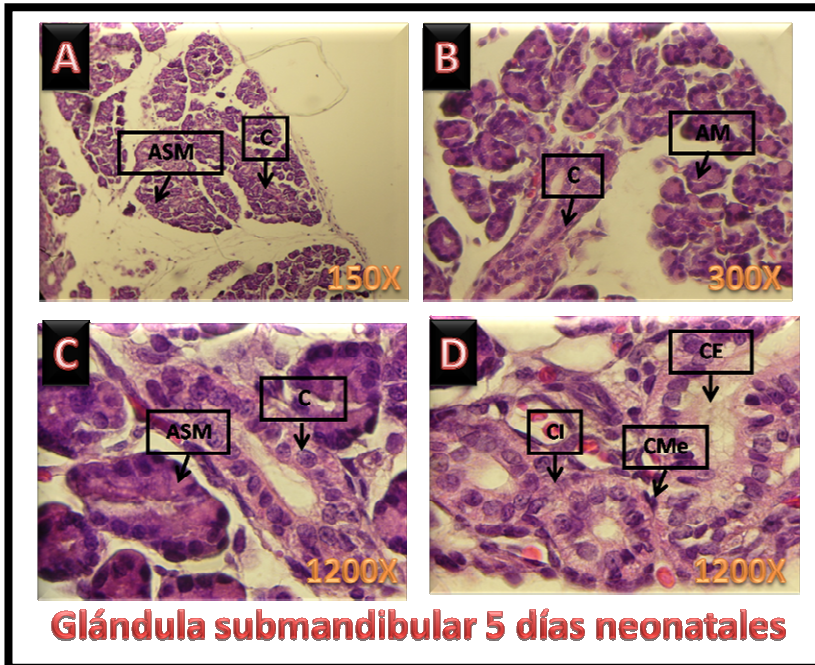 A
ASM
C
150X
B
AM
C
300X
C
C
ASM
1200X
D
CE
CI
CMe
1200X
Glándula submandibular 5 días neonatales